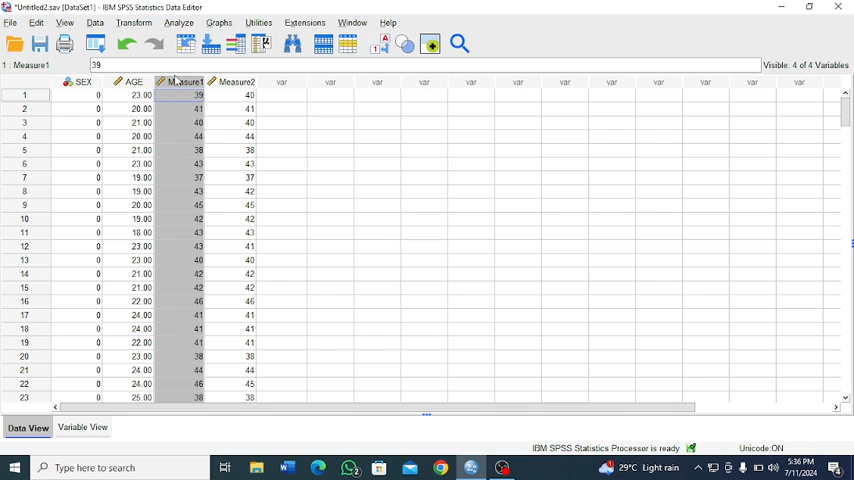 *Untitled2.sav [DataSet1] - IBM SPSS Statistics Data Editor
File Edit View Data Transform Analyze Graphs Utilities Extensions Window Help
1 : Measure1 39 Visible: 4 of 4 Variables
SEX AGE Measure1 Measure2 var var var var var var var var var var var
1 0 23.00 39 40
2 0 20.00 41 41
3 0 21.00 40 40
4 0 20.00 44 44
5 0 21.00 38 38
6 0 23.00 43 43
7 0 19.00 37 37
8 0 19.00 43 42
9 0 20.00 45 45
10 0 19.00 42 42
11 0 18.00 43 43
12 0 23.00 43 41
13 0 23.00 40 40
14 0 21.00 42 42
15 0 21.00 42 42
16 0 22.00 46 46
17 0 24.00 41 41
18 0 24.00 41 41
19 0 22.00 41 41
20 0 23.00 38 38
21 0 24.00 44 44
22 0 24.00 46 45
23 0 25.00 38 38
Data View Variable View
IBM SPSS Statistics Processor is ready Unicode:ON
Type here to search 2 29°C Light rain 5:36 PM
7/11/2024 4